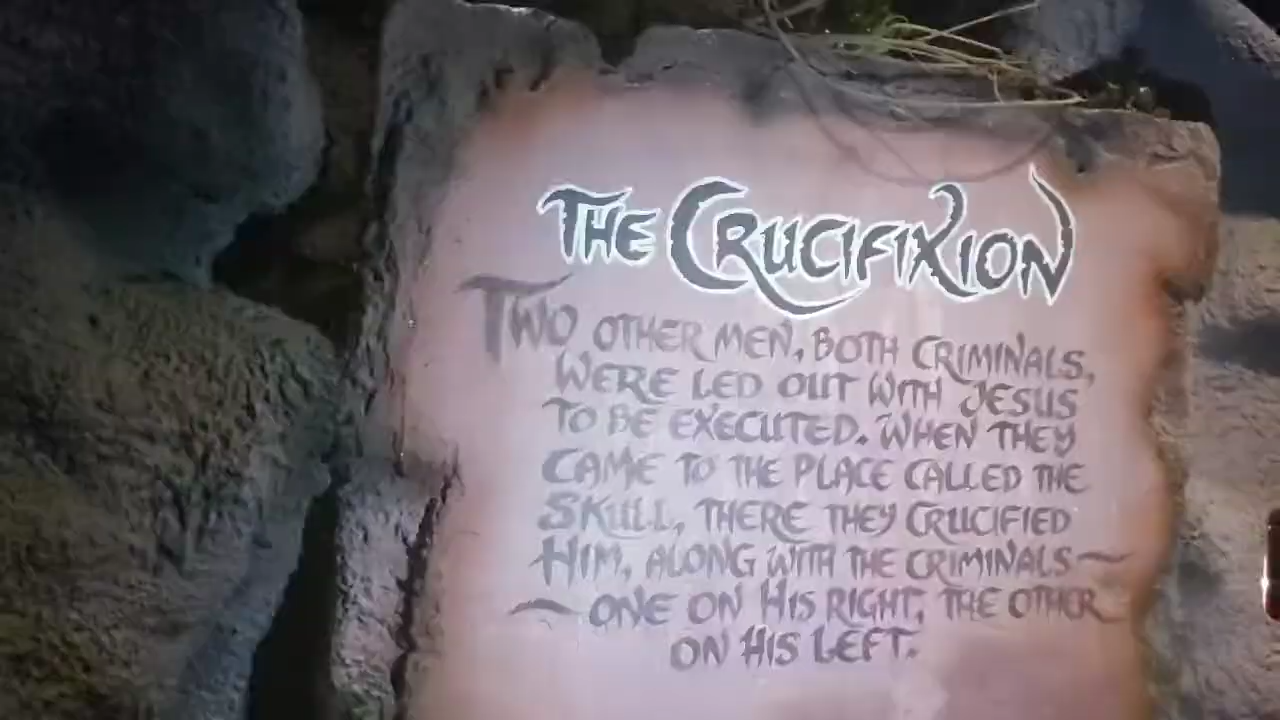 THE CRUCIFIXION
TWO OTHER MEN, BOTH CRIMINALS,
WERE LED OUT WITH JESUS
TO BE EXECUTED. WHEN THEY
CAME TO THE PLACE CALLED THE
SKULL, THERE THEY CRUCIFIED
HIM, ALONG WITH THE CRIMINALS~
~ONE ON HIS RIGHT, THE OTHER
ON HIS LEFT.